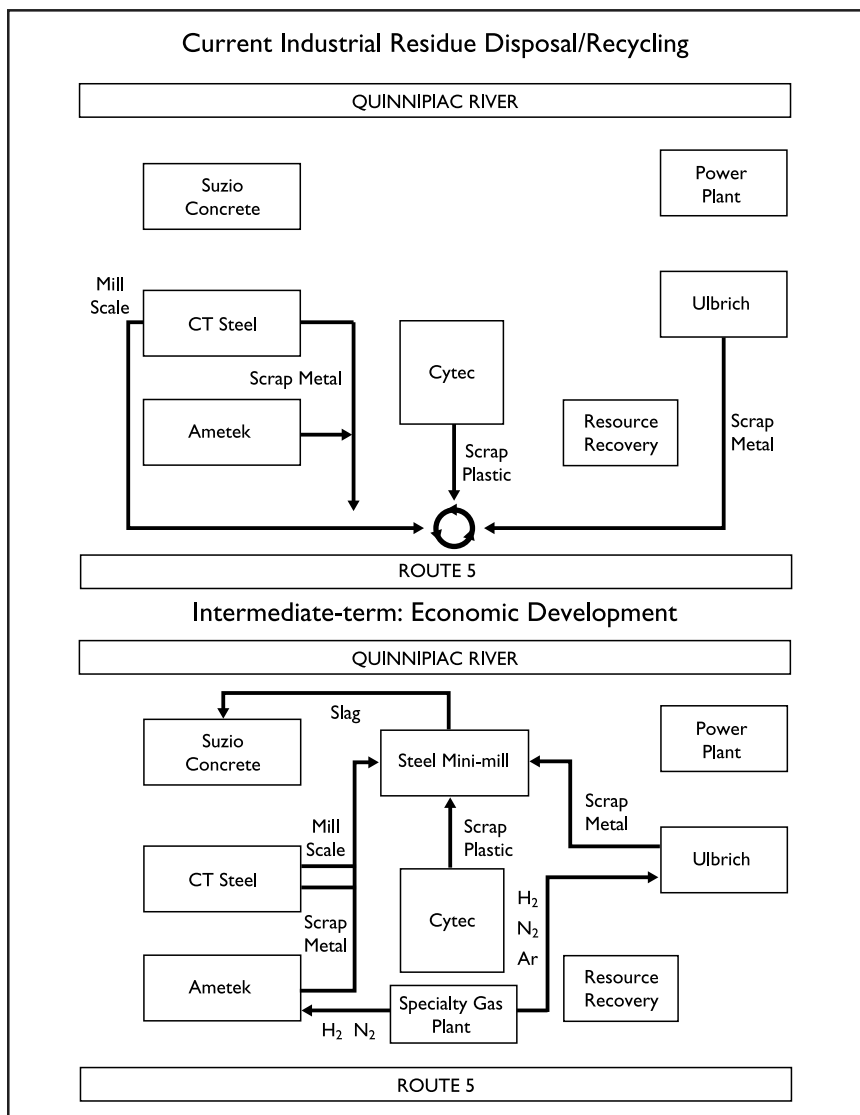 Current Industrial Residue Disposal/Recycling
QUINNIPIAC RIVER
Suzio
Concrete
Power
Plant
Mill
Scale
CT Steel
Ulbrich
Cytec
Scrap Metal
Ametek
Resource
Recovery
Scrap
Metal
Scrap
Plastic
ROUTE 5
Intermediate-term: Economic Development
QUINNIPIAC RIVER
Slag
Suzio
Concrete
Steel Mini-mill
Power
Plant
Scrap
Metal
Mill
Scale
Scrap
Plastic
CT Steel
Ulbrich
Scrap
Metal
Cytec
H₂
N₂
Ar
Ametek
Resource
Recovery
Specialty Gas
Plant
H₂ N₂
ROUTE 5